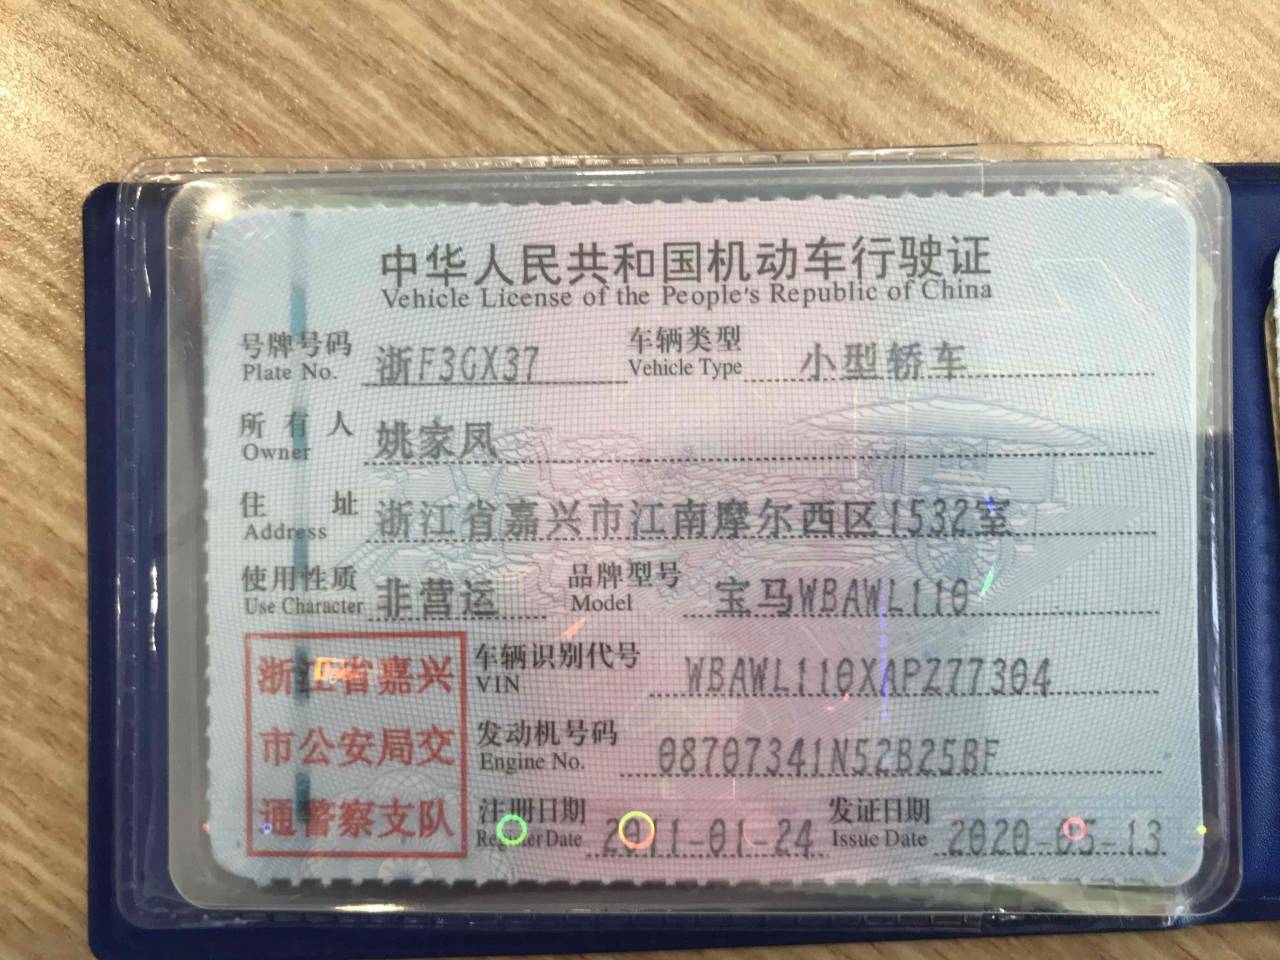 中华人民共和国机动车行驶证
Vehicle License of the People's Republic of China
号牌号码 浙F3GX37 车辆类型 小型轿车
Plate No. Vehicle Type
所有人 姚家凤
Owner
住址 浙江省嘉兴市江南摩尔西区1532室
Address
使用性质 非营运 品牌型号 宝马WBAWL110
Use Character Model
浙江省嘉兴
市公安局交
通警察支队
车辆识别代号 WBAWL110XAPZ77304
VIN
发动机号码 08707341N52B25BF
Engine No.
注册日期 2011-01-24 发证日期 2020-05-13
Register Date Issue Date